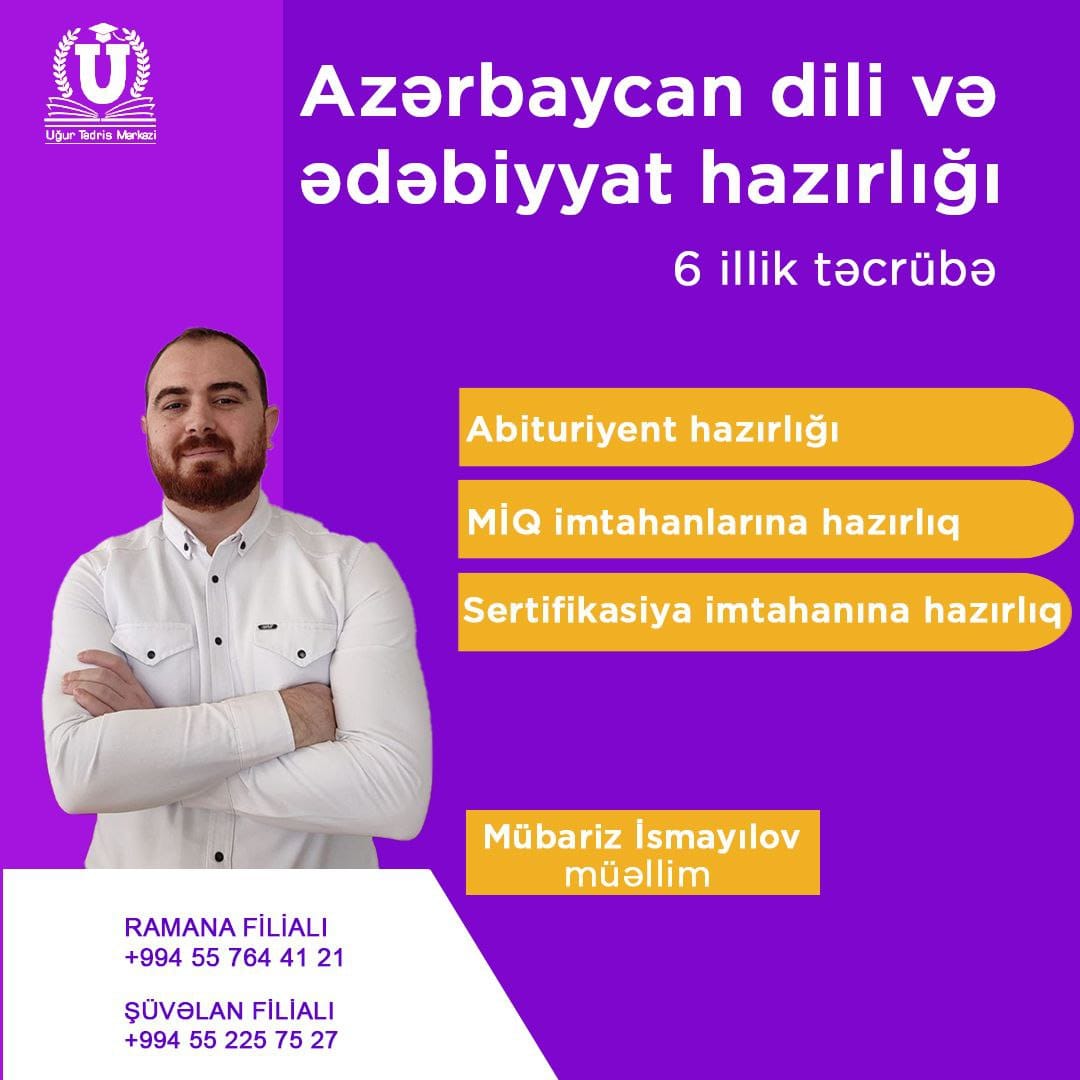 Uğur Tədris Mərkəzi
Azərbaycan dili və
ədəbiyyat hazırlığı
6 illik təcrübə
Abituriyent hazırlığı
MİQ imtahanlarına hazırlıq
Sertifikasiya imtahanına hazırlıq
Mübariz İsmayılov
müəllim
RAMANA FİLİALI
+994 55 764 41 21
ŞÜVƏLAN FİLİALI
+994 55 225 75 27